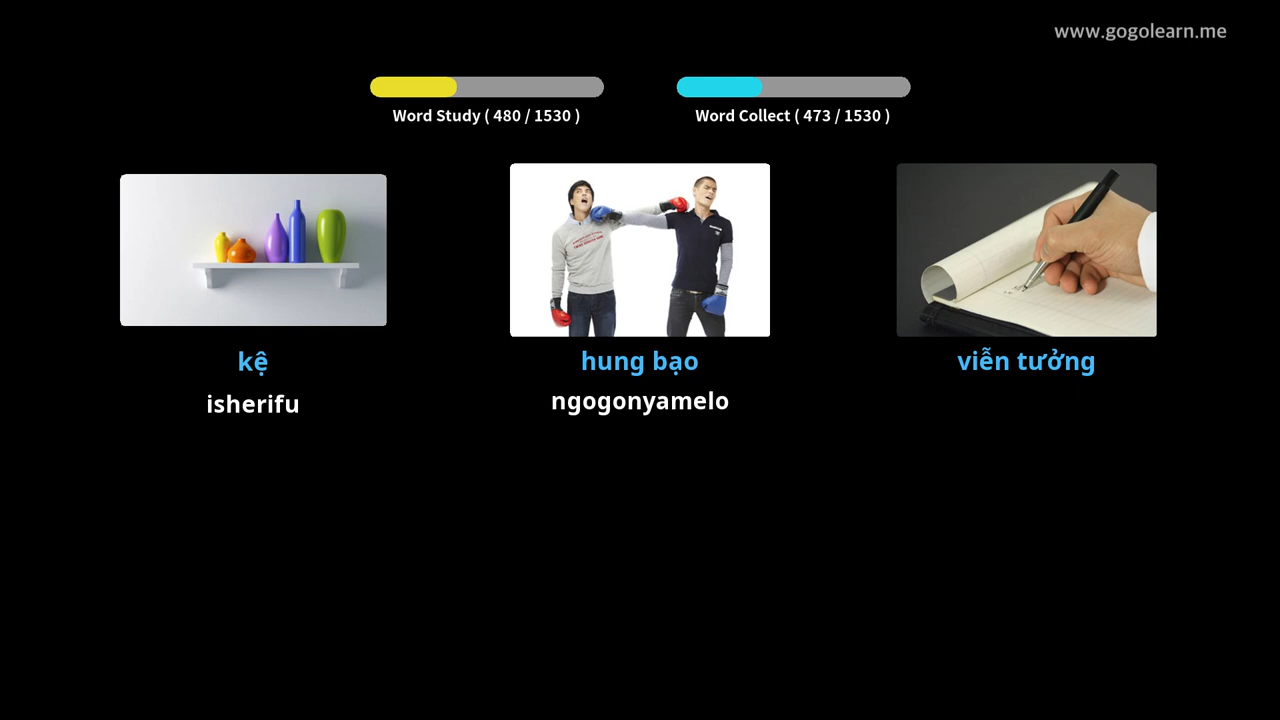 www.gogolearn.me
Word Study ( 480 / 1530 )
Word Collect ( 473 / 1530 )
kệ
hung bạo
viễn tưởng
isherifu
ngogonyamelo